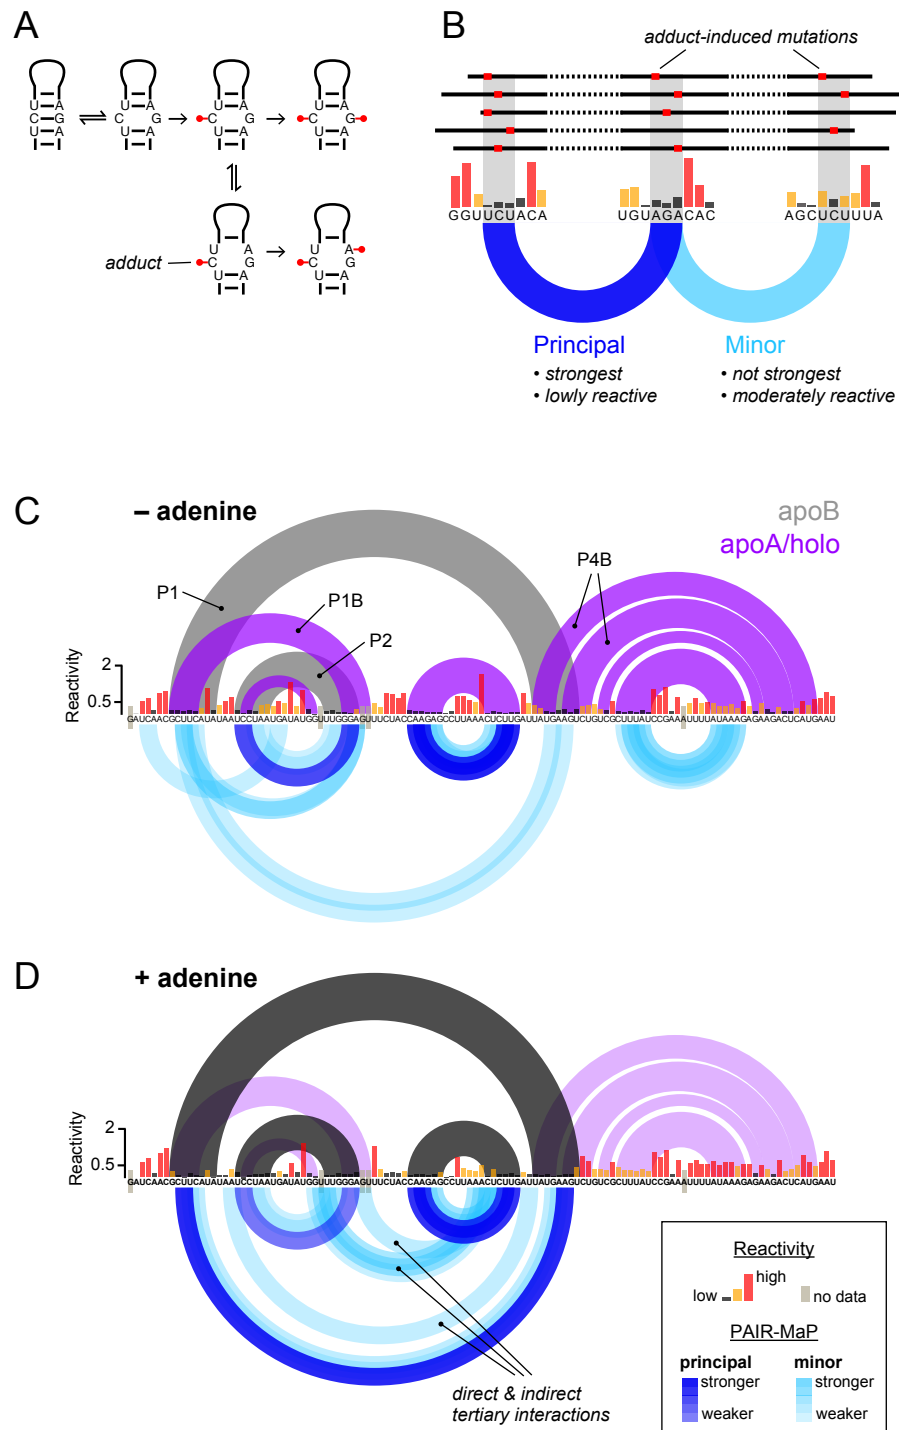 A
U A
C G
U A
U A
C G
U A
U A
C G
U A
U A
C G
U A
U A
C G
U A
U A
C G
U A
adduct
B
adduct-induced mutations
GGUUCUACA
UGUAGACAC
AGCUCUUUA
Principal
• strongest
• lowly reactive
Minor
• not strongest
• moderately reactive
C
– adenine
apoB
apoA/holo
P1
P1B
P2
P4B
Reactivity
2
0.5
GAUCAACGCUUCAUAUAAUCCUAAUGAUAUGGUUUGGGAGUUUCUACCAAGAGCCUUAAACUCUUGAUUAUGAAGUCUGUCGCUUUAUCCGAAAUUUUAUAAAGAGAAGACUCAUGAAU
D
+ adenine
Reactivity
2
0.5
GAUCAACGCUUCAUAUAAUCCUAAUGAUAUGGUUUGGGAGUUUCUACCAAGAGCCUUAAACUCUUGAUUAUGAAGUCUGUCGCUUUAUCCGAAAUUUUAUAAAGAGAAGACUCAUGAAU
direct & indirect
tertiary interactions
Reactivity
low
high
no data
PAIR-MaP
principal
minor
stronger
stronger
weaker
weaker